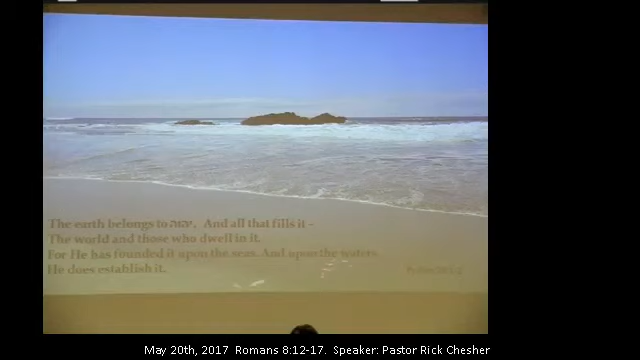 The earth belongs to יהוה, And all that fills it –
The world and those who dwell in it.
For He has founded it upon the seas, And upon the waters
He does establish it.
May 20th, 2017 Romans 8:12-17. Speaker: Pastor Rick Chesher